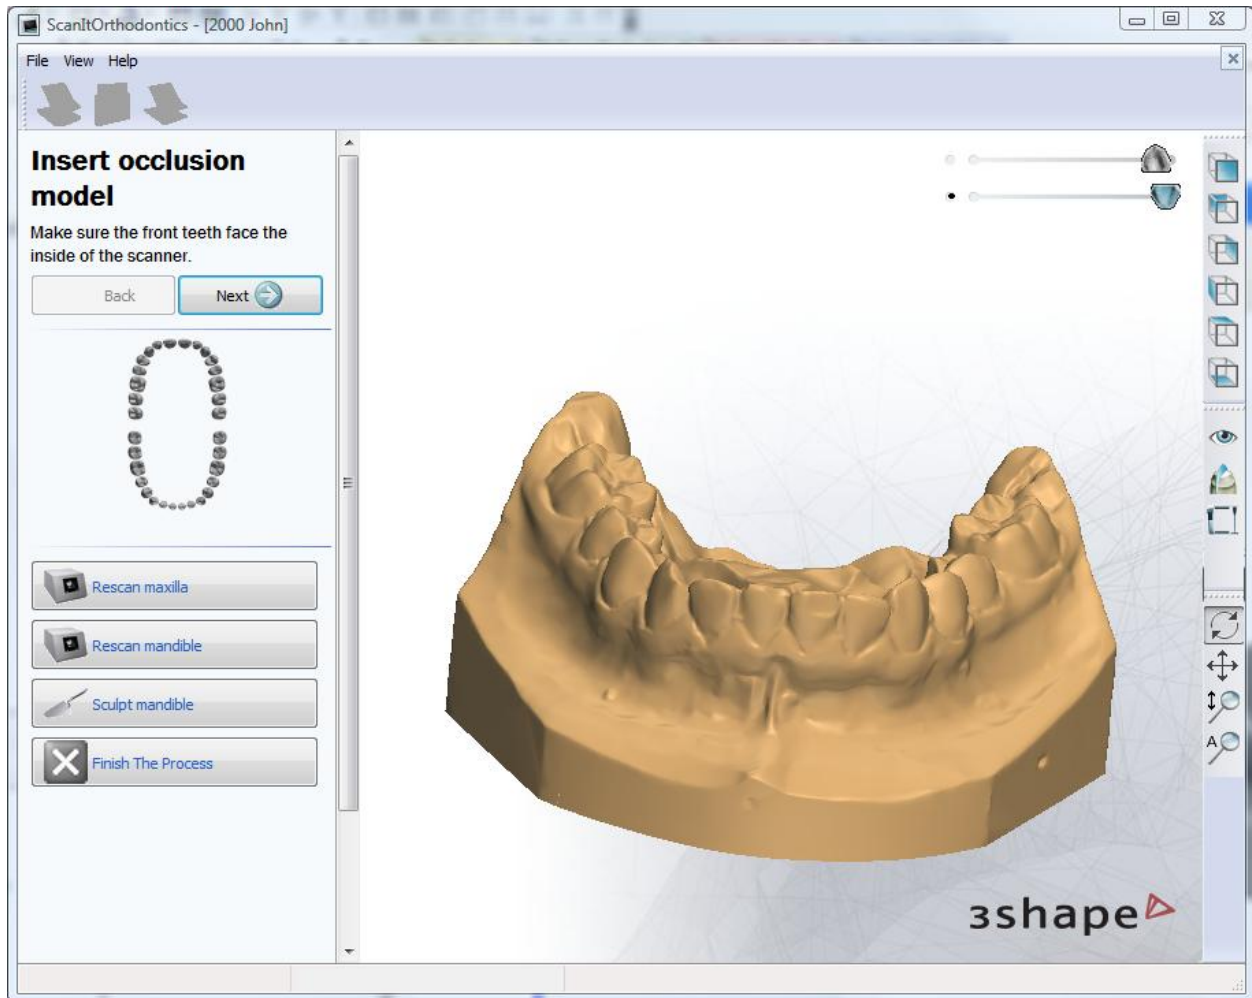 ScanItOrthodontics - [2000 John]
File View Help
Insert occlusion
model
Make sure the front teeth face the
inside of the scanner.
Back Next
Rescan maxilla
Rescan mandible
Sculpt mandible
Finish The Process
A
3shape